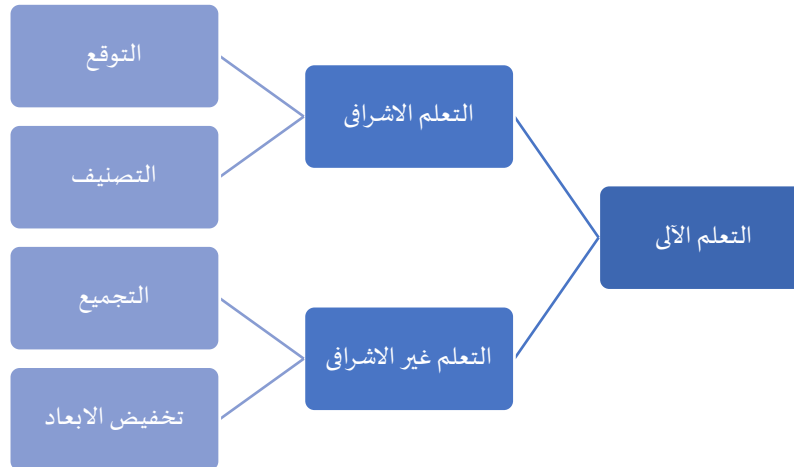 التعلم الآلى
التعلم الاشرافى
التوقع
التصنيف
التعلم غير الاشرافى
التجميع
تخفيض الابعاد